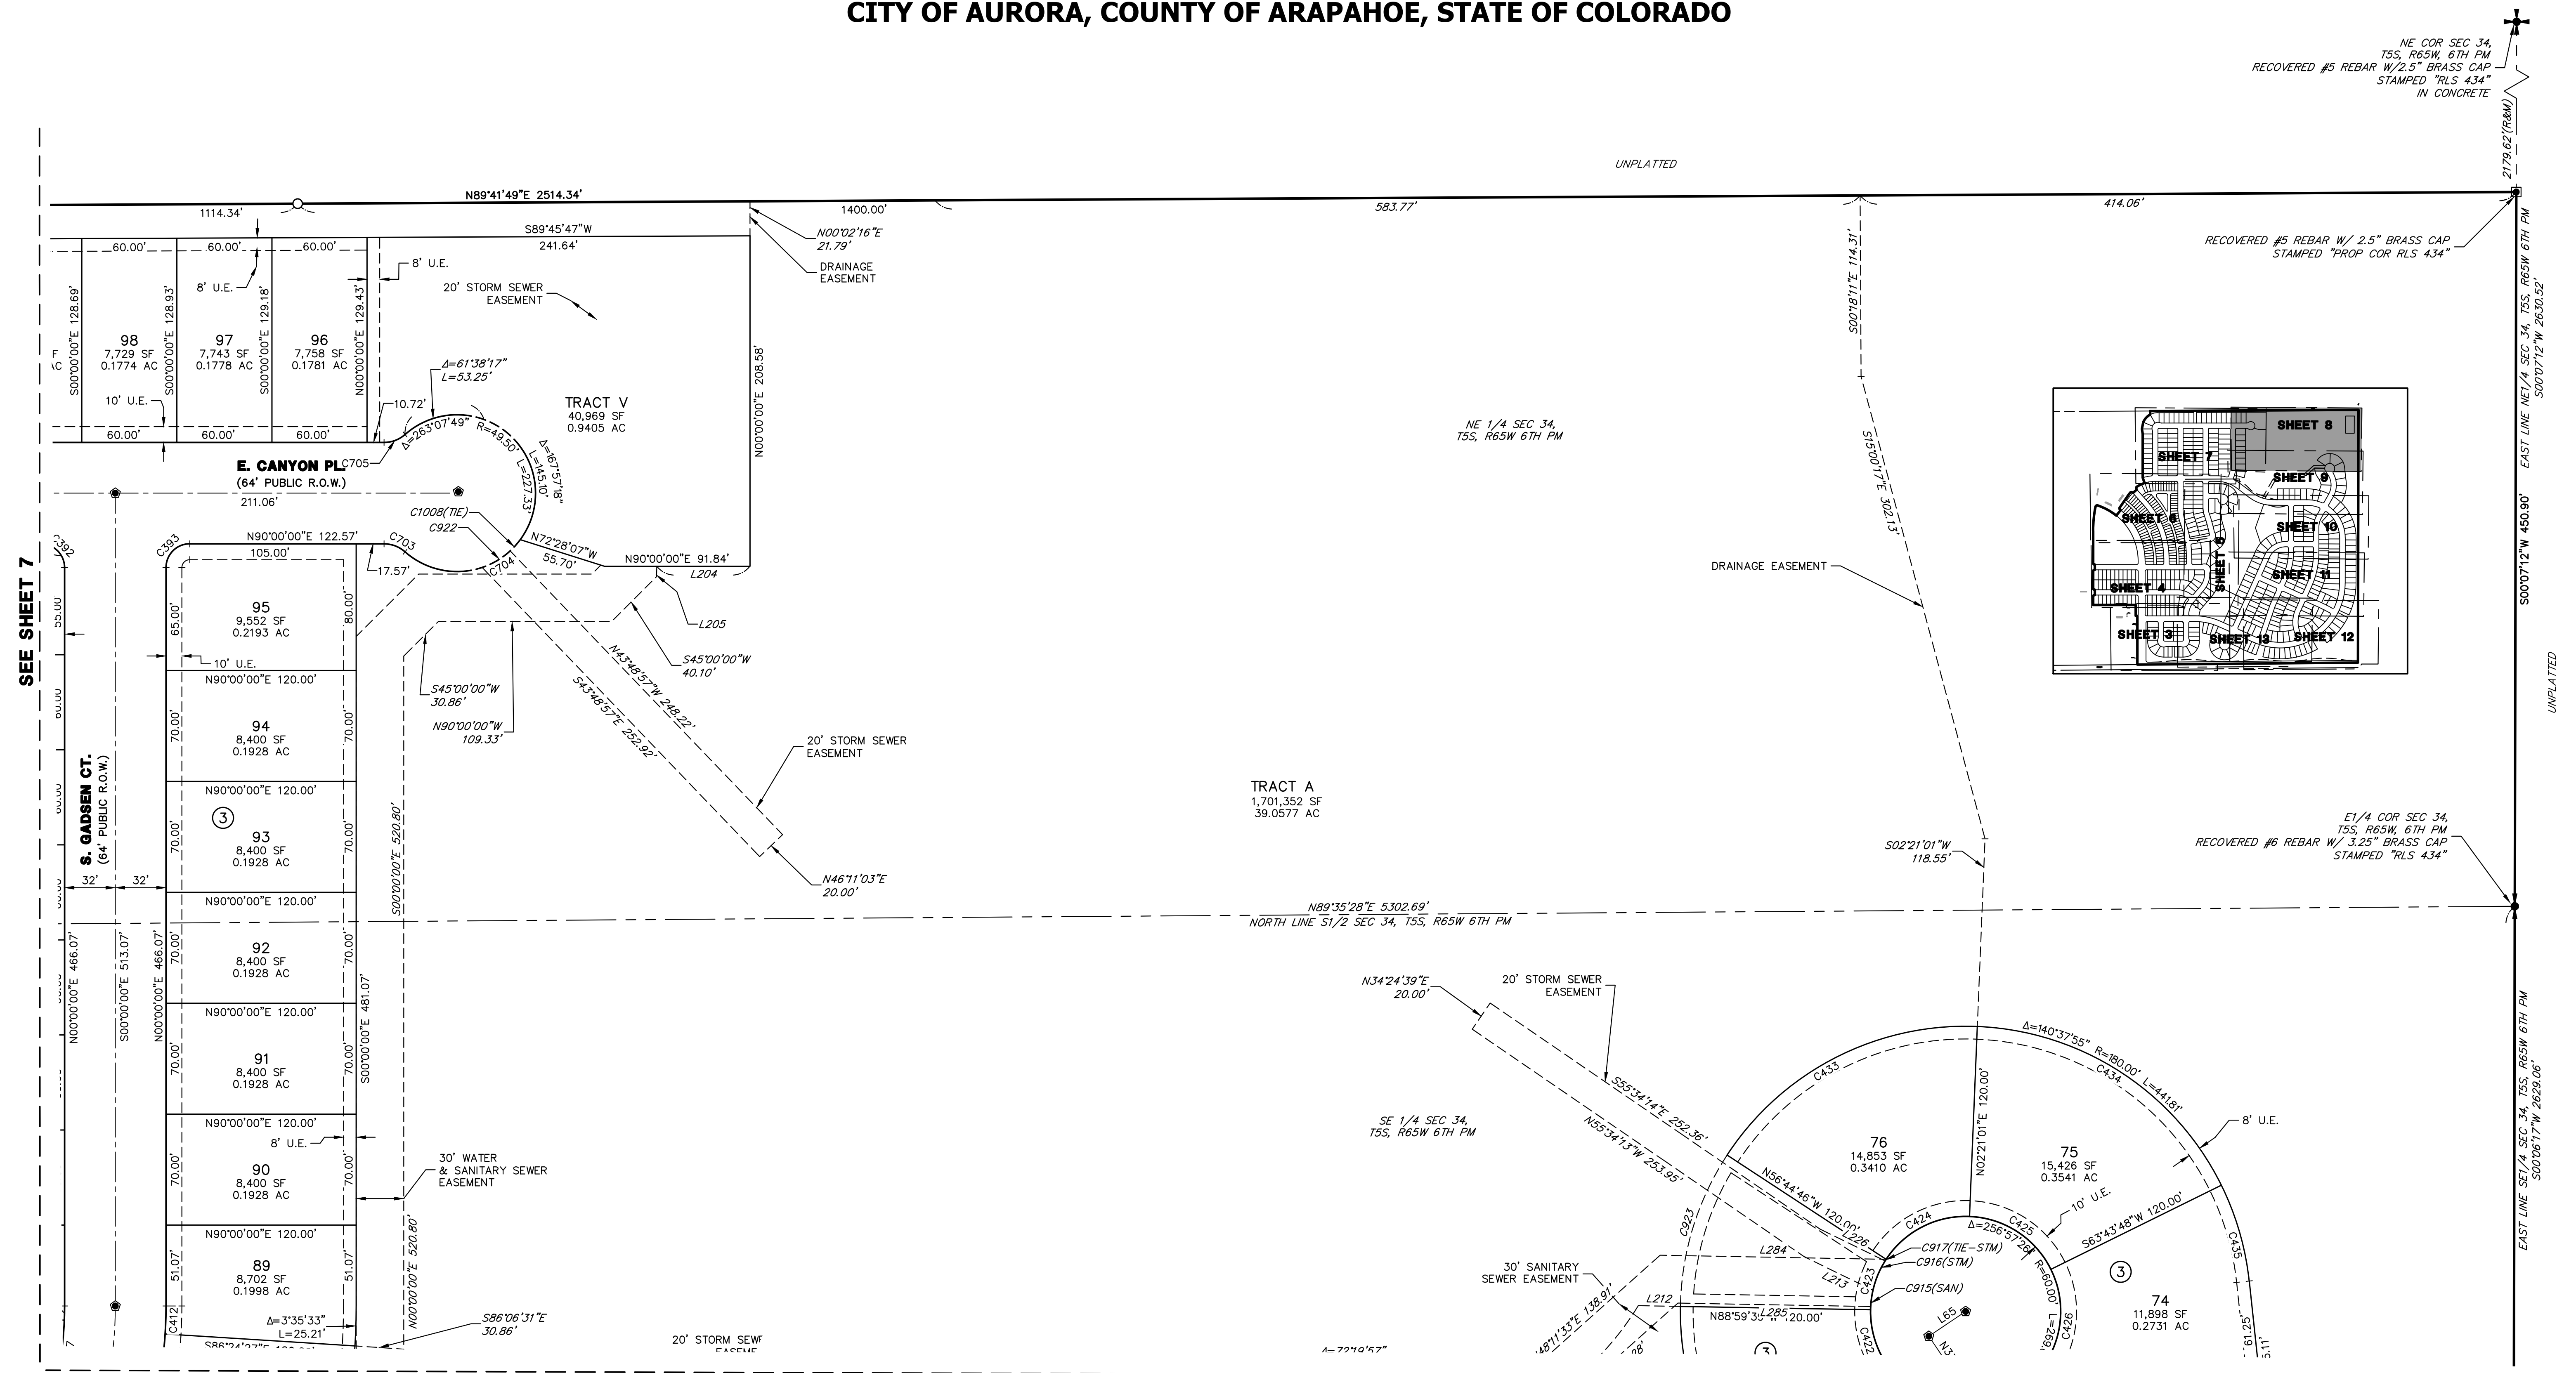 CITY OF AURORA, COUNTY OF ARAPAHOE, STATE OF COLORADO
NE COR SEC 34,
T5S, R65W, 6TH PM
RECOVERED #5 REBAR W/2.5" BRASS CAP
STAMPED "RLS 434"
IN CONCRETE
2179.62'(R&M)
UNPLATTED
N89°41'49"E 2514.34'
1114.34'
1400.00'
583.77'
414.06'
RECOVERED #5 REBAR W/ 2.5" BRASS CAP
STAMPED "PROP COR RLS 434"
S89°45'47"W
241.64'
N00°02'16"E
21.79'
DRAINAGE
EASEMENT
60.00'
60.00'
60.00'
8' U.E.
8' U.E.
20' STORM SEWER
EASEMENT
S00°00'00"E 128.69'
S00°00'00"E 128.93'
S00°00'00"E 129.18'
N00°00'00"E 129.43'
98
7,729 SF
0.1774 AC
97
7,743 SF
0.1778 AC
96
7,758 SF
0.1781 AC
10' U.E.
60.00'
60.00'
60.00'
10.72'
Δ=61°38'17"
L=53.25'
Δ=263°07'49" R=49.50' L=227.33'
Δ=167°57'18"
L=145.10'
TRACT V
40,969 SF
0.9405 AC
N00°00'00"E 208.58'
E. CANYON PL.
(64' PUBLIC R.O.W.)
C705
211.06'
C1008(TIE)
C922
C704
N72°28'07"W
55.70'
N90°00'00"E 91.84'
L204
L205
C392
C393
N90°00'00"E 122.57'
105.00'
C703
17.57'
SEE SHEET 7
55.00
65.00'
80.00'
95
9,552 SF
0.2193 AC
10' U.E.
N90°00'00"E 120.00'
S45°00'00"W
40.10'
S45°00'00"W
30.86'
N90°00'00"W
109.33'
N43°48'57"W 248.22'
S43°48'57"E 252.92'
20' STORM SEWER
EASEMENT
N46°11'03"E
20.00'
70.00'
94
8,400 SF
0.1928 AC
70.00'
N90°00'00"E 120.00'
3
S. GADSEN CT.
(64' PUBLIC R.O.W.)
70.00'
93
8,400 SF
0.1928 AC
70.00'
32'
32'
N90°00'00"E 120.00'
S00°00'00"E 520.80'
N00°00'00"E 466.07'
S00°00'00"E 513.07'
N00°00'00"E 466.07'
70.00'
92
8,400 SF
0.1928 AC
70.00'
N90°00'00"E 120.00'
S00°00'00"E 481.07'
70.00'
91
8,400 SF
0.1928 AC
70.00'
N90°00'00"E 120.00'
8' U.E.
70.00'
90
8,400 SF
0.1928 AC
70.00'
30' WATER
& SANITARY SEWER
EASEMENT
N90°00'00"E 120.00'
51.07'
89
8,702 SF
0.1998 AC
51.07'
N00°00'00"E 520.80'
C412
Δ=3°35'33"
L=25.21'
S86°06'31"E
30.86'
20' STORM SEWF
NE 1/4 SEC 34,
T5S, R65W 6TH PM
S00°18'11"E 114.31'
S15°00'17"E 302.13'
DRAINAGE EASEMENT
TRACT A
1,701,352 SF
39.0577 AC
S02°21'01"W
118.55'
N89°35'28"E 5302.69'
NORTH LINE S1/2 SEC 34, T5S, R65W 6TH PM
SHEET 8
SHEET 7
SHEET 9
SHEET 6
SHEET 10
SHEET 5
SHEET 11
SHEET 4
SHEET 3
SHEET 13
SHEET 12
EAST LINE NE1/4 SEC 34, T5S, R65W 6TH PM
S00°07'12"W 2630.52'
S00°07'12"W 450.90'
UNPLATTED
E1/4 COR SEC 34,
T5S, R65W, 6TH PM
RECOVERED #6 REBAR W/ 3.25" BRASS CAP
STAMPED "RLS 434"
EAST LINE SE1/4 SEC 34, T5S, R65W 6TH PM
S00°06'17"W 2629.06'
N34°24'39"E
20.00'
20' STORM SEWER
EASEMENT
S55°34'14"E 252.36'
N55°34'13"W 253.95'
SE 1/4 SEC 34,
T5S, R65W 6TH PM
C433
Δ=140°37'55" R=180.00' L=441.81'
C434
8' U.E.
N02°21'01"E 120.00'
76
14,853 SF
0.3410 AC
75
15,426 SF
0.3541 AC
N56°44'46"W 120.00'
L226
C923
C424
C425
Δ=256°57'26"
R=60.00'
10' U.E.
S63°43'48"W 120.00'
C435
L284
L213
C423
C917(TIE-STM)
C916(STM)
C915(SAN)
30' SANITARY
SEWER EASEMENT
L212
L285
3
74
11,898 SF
0.2731 AC
L65
C426
C422
61.25'
3